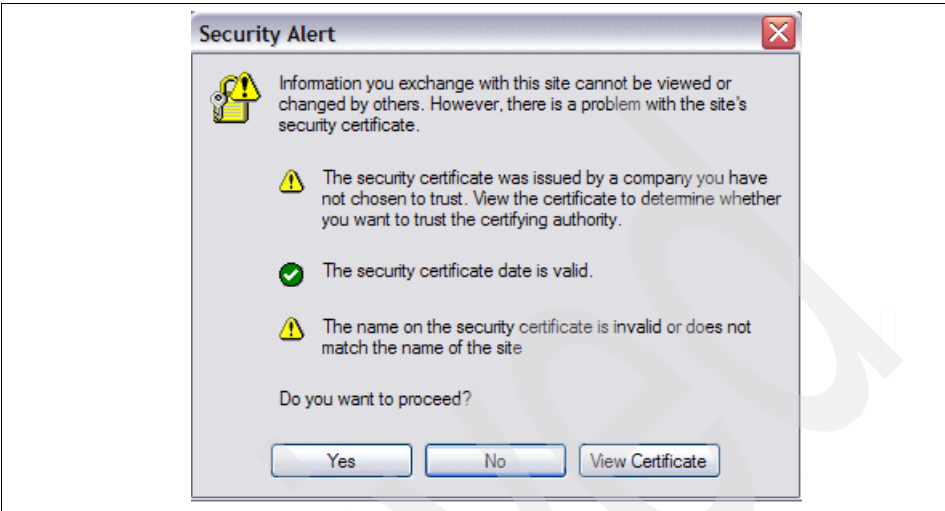 Security Alert
Information you exchange with this site cannot be viewed or
changed by others. However, there is a problem with the site's
security certificate.
The security certificate was issued by a company you have
not chosen to trust. View the certificate to determine whether
you want to trust the certifying authority.
The security certificate date is valid.
The name on the security certificate is invalid or does not
match the name of the site
Do you want to proceed?
Yes No View Certificate